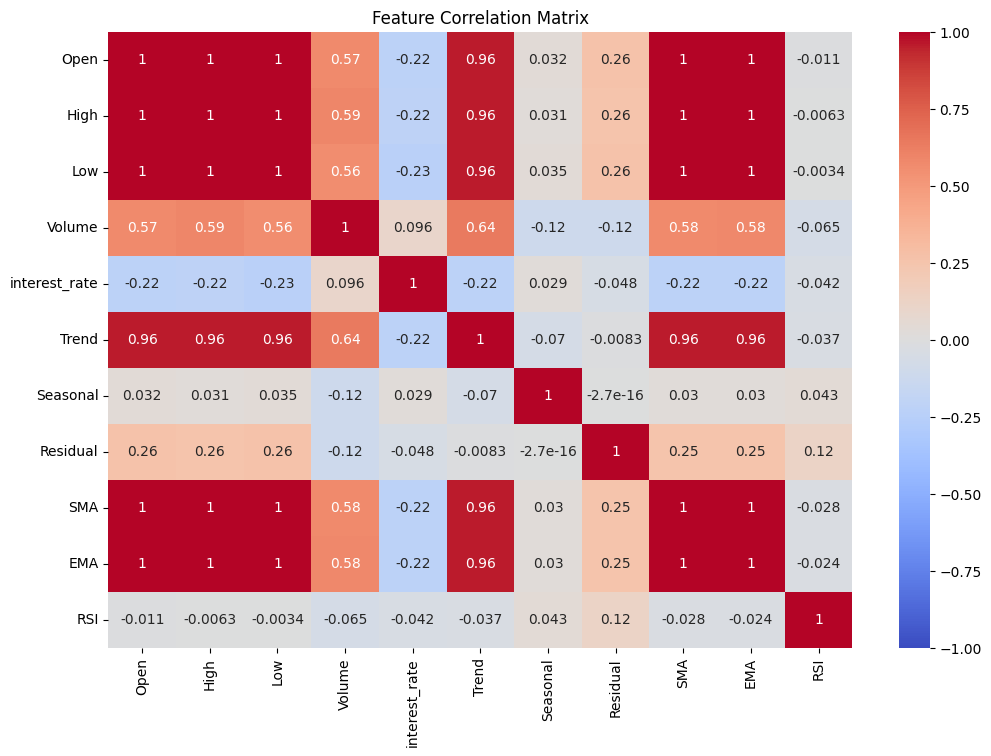 Feature Correlation Matrix
Open 1 1 1 0.57 -0.22 0.96 0.032 0.26 1 1 -0.011
High 1 1 1 0.59 -0.22 0.96 0.031 0.26 1 1 -0.0063
Low 1 1 1 0.56 -0.23 0.96 0.035 0.26 1 1 -0.0034
Volume 0.57 0.59 0.56 1 0.096 0.64 -0.12 -0.12 0.58 0.58 -0.065
interest_rate -0.22 -0.22 -0.23 0.096 1 -0.22 0.029 -0.048 -0.22 -0.22 -0.042
Trend 0.96 0.96 0.96 0.64 -0.22 1 -0.07 -0.0083 0.96 0.96 -0.037
Seasonal 0.032 0.031 0.035 -0.12 0.029 -0.07 1 -2.7e-16 0.03 0.03 0.043
Residual 0.26 0.26 0.26 -0.12 -0.048 -0.0083 -2.7e-16 1 0.25 0.25 0.12
SMA 1 1 1 0.58 -0.22 0.96 0.03 0.25 1 1 -0.028
EMA 1 1 1 0.58 -0.22 0.96 0.03 0.25 1 1 -0.024
RSI -0.011 -0.0063 -0.0034 -0.065 -0.042 -0.037 0.043 0.12 -0.028 -0.024 1
Open High Low Volume interest_rate Trend Seasonal Residual SMA EMA RSI
1.00
0.75
0.50
0.25
0.00
−0.25
−0.50
−0.75
−1.00